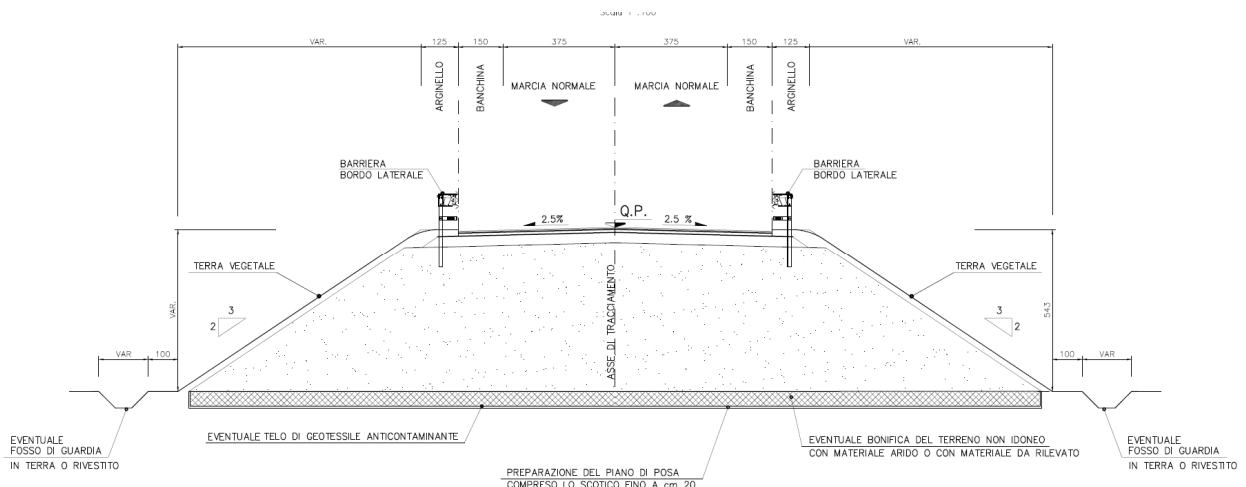 Scala 1:100
VAR. 125 150 375 375 150 125 VAR.
ARGINELLO
BANCHINA
MARCIA NORMALE
MARCIA NORMALE
BANCHINA
ARGINELLO
BARRIERA
BORDO LATERALE
BARRIERA
BORDO LATERALE
2.5%
Q.P.
2.5 %
TERRA VEGETALE
TERRA VEGETALE
VAR.
3
2
ASSE DI TRACCIAMENTO
3
2
543
VAR 100
100 VAR
EVENTUALE
FOSSO DI GUARDIA
IN TERRA O RIVESTITO
EVENTUALE TELO DI GEOTESSILE ANTICONTAMINANTE
EVENTUALE BONIFICA DEL TERRENO NON IDONEO
CON MATERIALE ARIDO O CON MATERIALE DA RILEVATO
EVENTUALE
FOSSO DI GUARDIA
IN TERRA O RIVESTITO
PREPARAZIONE DEL PIANO DI POSA
COMPRESO LO SCOTICO FINO A cm 20